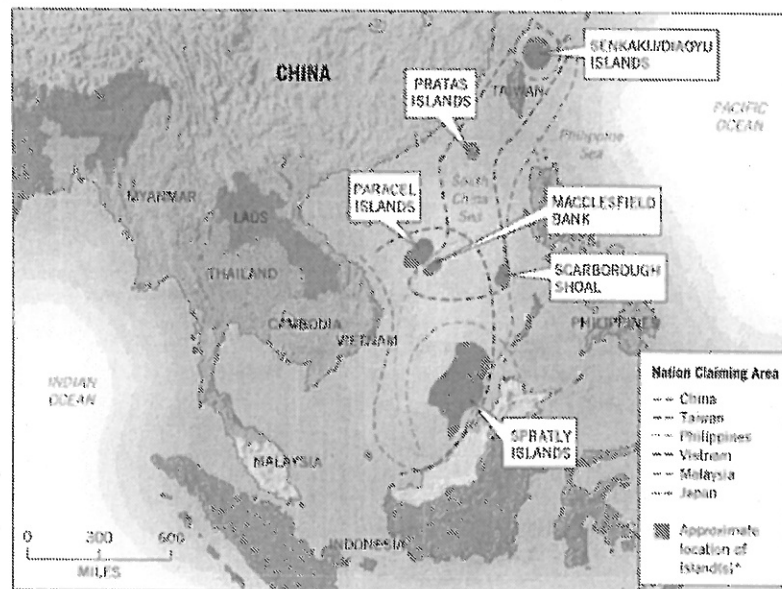 SENKAKU/DIAOYU
ISLANDS
CHINA
PRATAS
ISLANDS
TAIWAN
PACIFIC
OCEAN
Philippine
Sea
PARACEL
ISLANDS
South
China
Sea
MACCLESFIELD
BANK
MYANMAR
LAOS
THAILAND
SCARBOROUGH
SHOAL
CAMBODIA
VIETNAM
PHILIPPINES
INDIAN
OCEAN
SPRATLY
ISLANDS
MALAYSIA
INDONESIA
0 300 600
MILES
Nation Claiming Area
China
Taiwan
Philippines
Vietnam
Malaysia
Japan
Approximate
location of
island(s)*